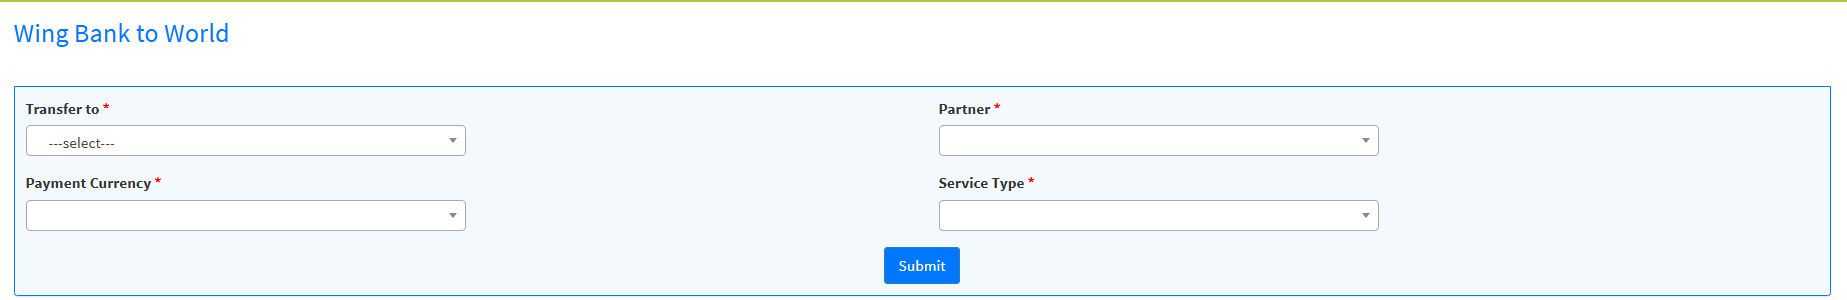 Wing Bank to World
Transfer to *
Partner *
---select---
Payment Currency *
Service Type *
Submit